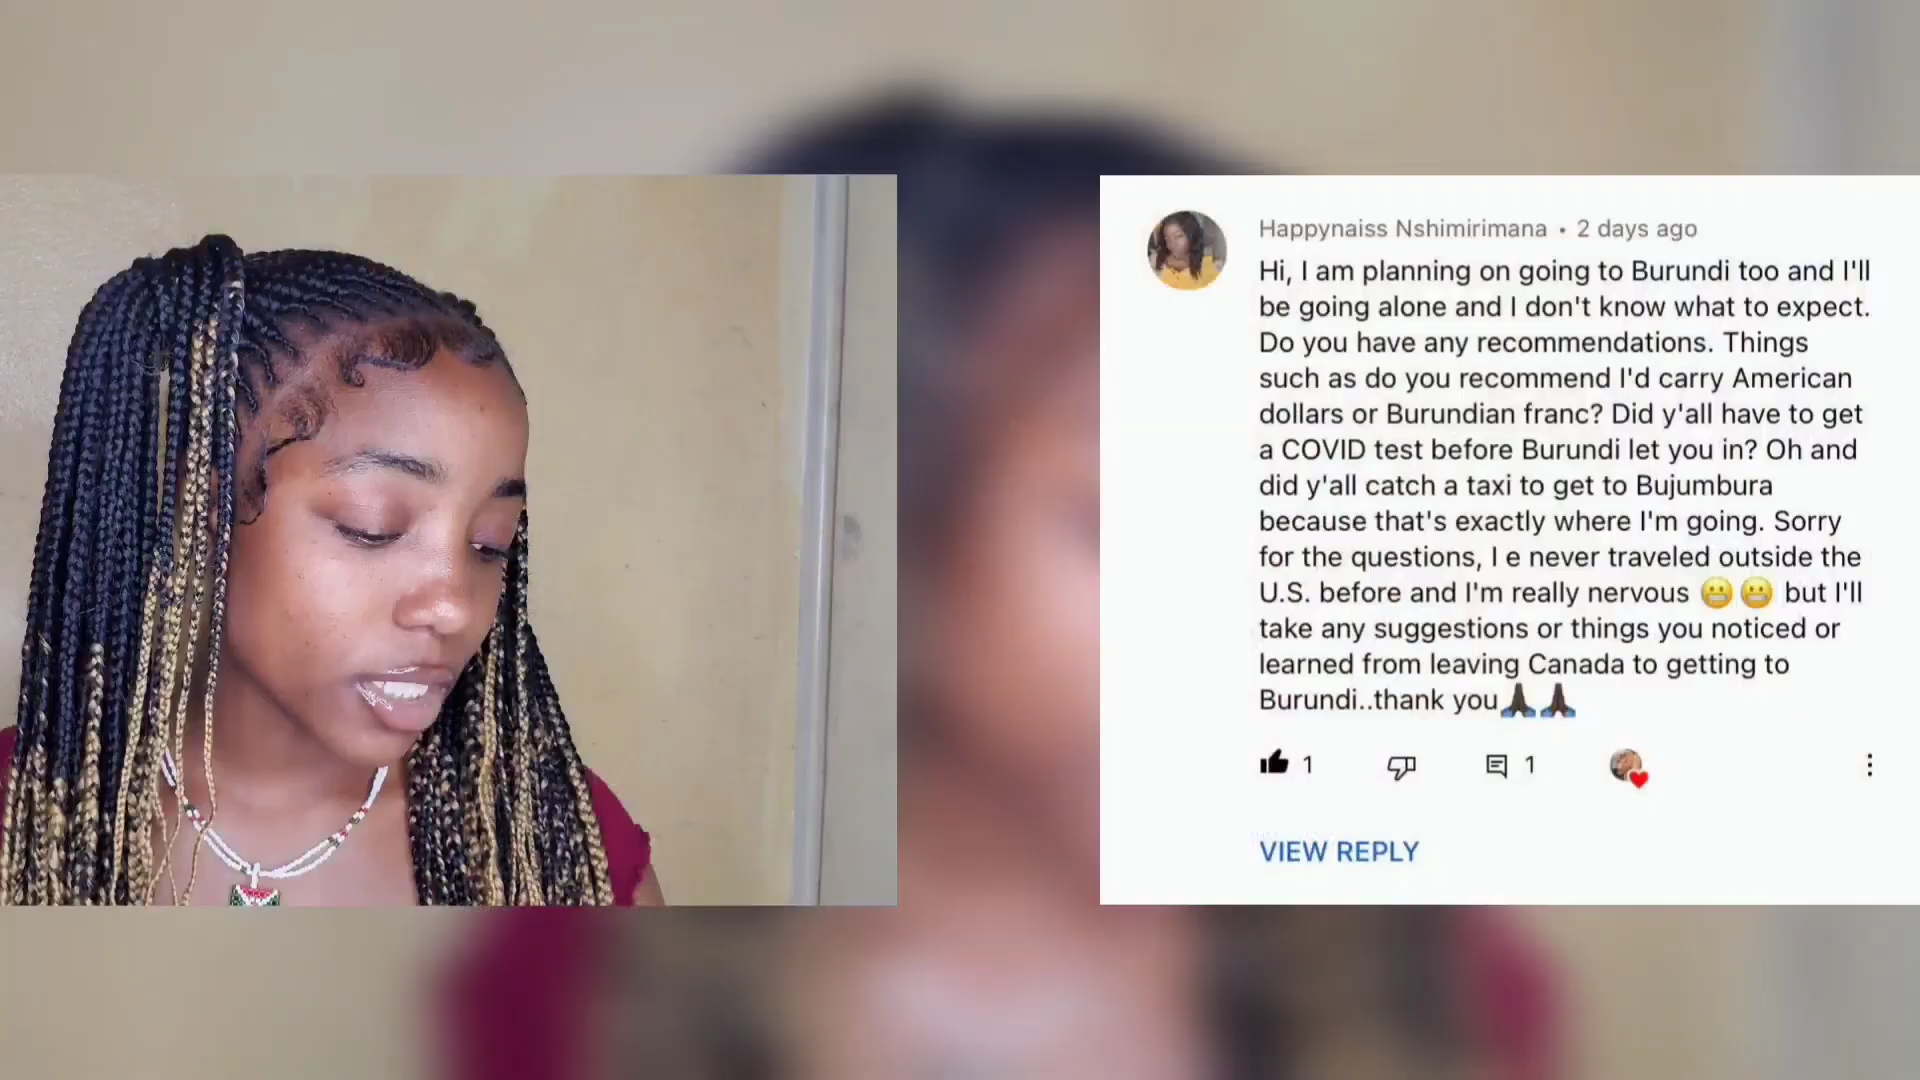 Happynaiss Nshimirimana • 2 days ago
Hi, I am planning on going to Burundi too and I'll
be going alone and I don't know what to expect.
Do you have any recommendations. Things
such as do you recommend I'd carry American
dollars or Burundian franc? Did y'all have to get
a COVID test before Burundi let you in? Oh and
did y'all catch a taxi to get to Bujumbura
because that's exactly where I'm going. Sorry
for the questions, I e never traveled outside the
U.S. before and I'm really nervous 😬😬 but I'll
take any suggestions or things you noticed or
learned from leaving Canada to getting to
Burundi..thank you🙏🏿🙏🏿
1 1
VIEW REPLY